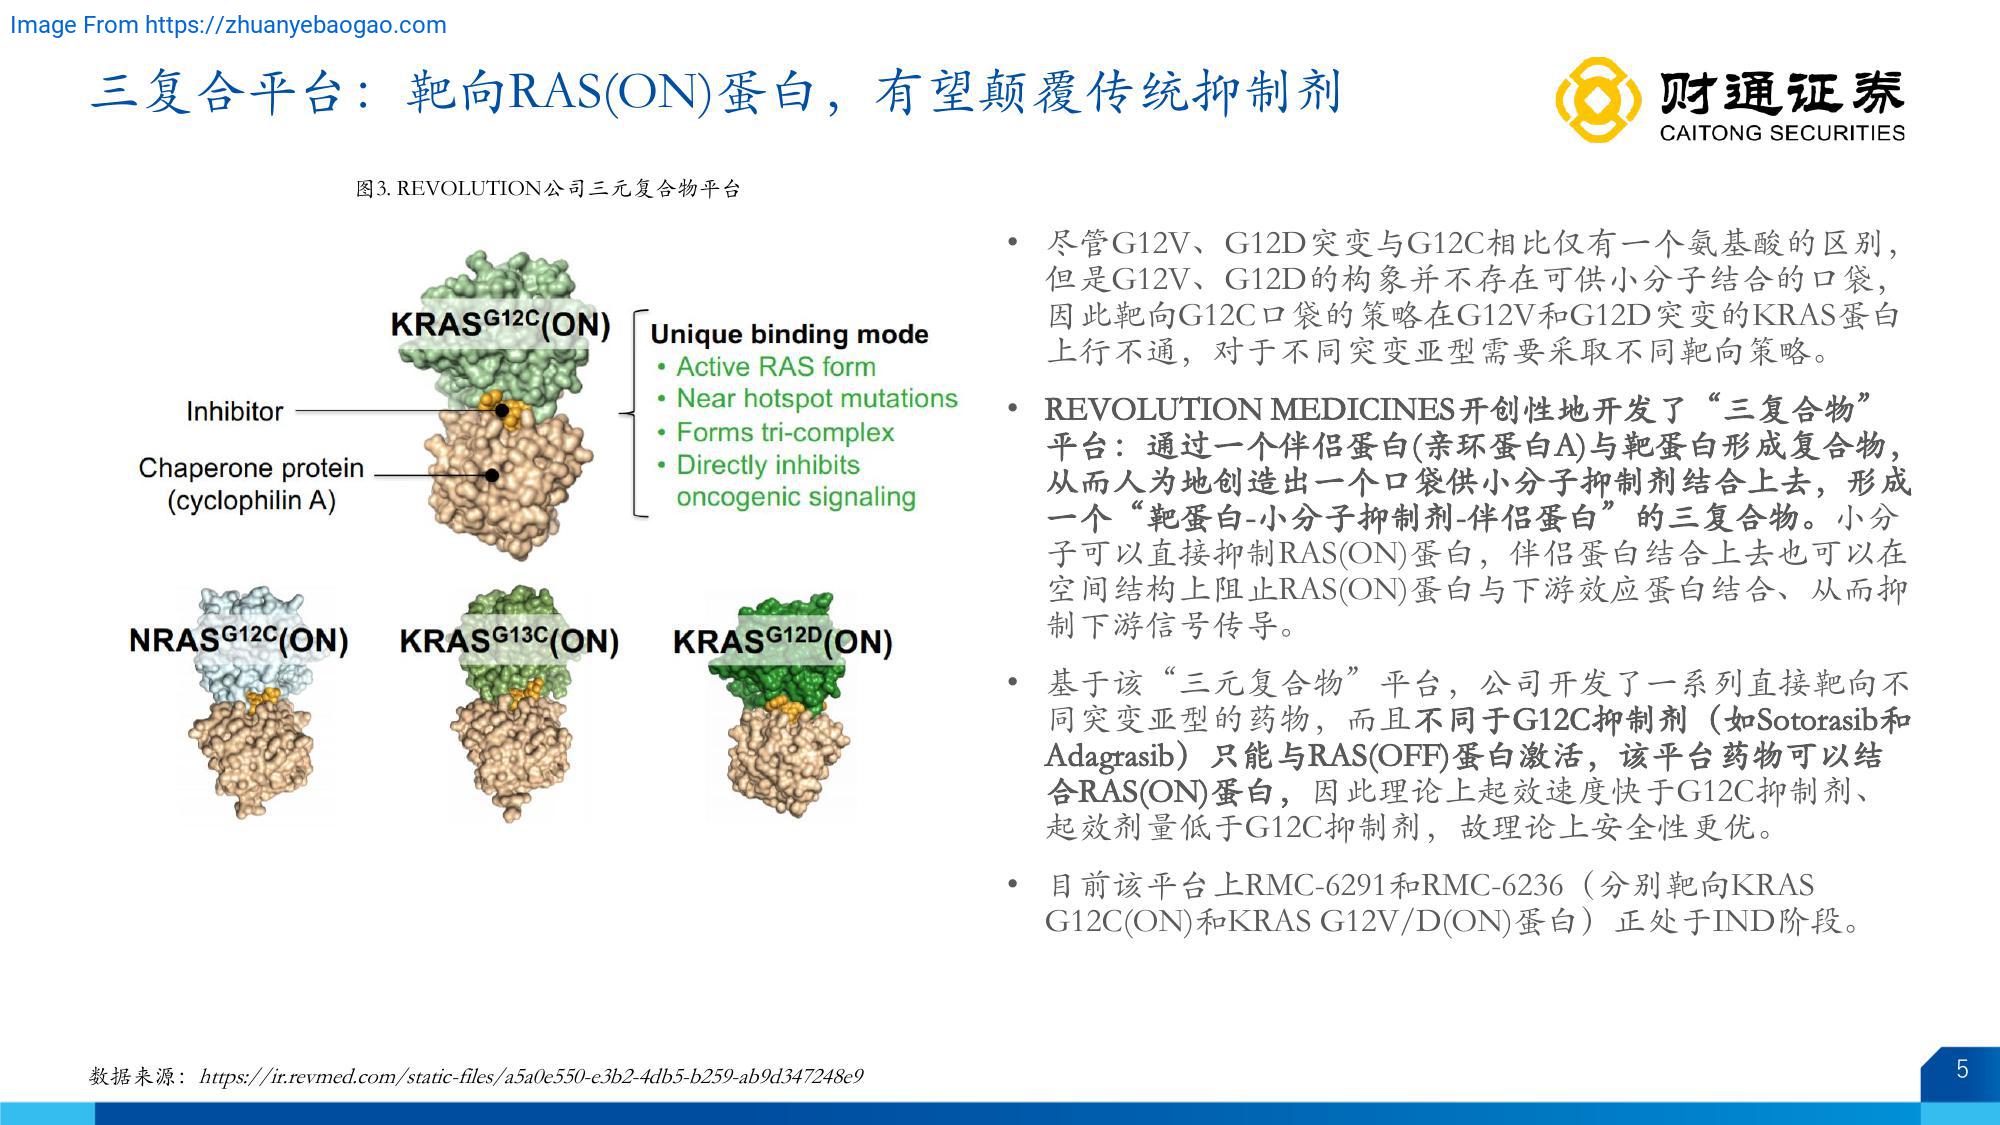 Image From https://zhuanyebaogao.com
三复合平台：靶向RAS(ON)蛋白，有望颠覆传统抑制剂
财通证券
CAITONG SECURITIES
图3. REVOLUTION公司三元复合物平台
KRASG12C(ON)
Inhibitor
Chaperone protein
(cyclophilin A)
Unique binding mode
• Active RAS form
• Near hotspot mutations
• Forms tri-complex
• Directly inhibits
oncogenic signaling
NRASG12C(ON)
KRASG13C(ON)
KRASG12D(ON)
• 尽管G12V、G12D突变与G12C相比仅有一个氨基酸的区别，
但是G12V、G12D的构象并不存在可供小分子结合的口袋，
因此靶向G12C口袋的策略在G12V和G12D突变的KRAS蛋白
上行不通，对于不同突变亚型需要采取不同靶向策略。
• REVOLUTION MEDICINES开创性地开发了“三复合物”
平台：通过一个伴侣蛋白(亲环蛋白A)与靶蛋白形成复合物，
从而人为地创造出一个口袋供小分子抑制剂结合上去，形成
一个“靶蛋白-小分子抑制剂-伴侣蛋白”的三复合物。小分
子可以直接抑制RAS(ON)蛋白，伴侣蛋白结合上去也可以在
空间结构上阻止RAS(ON)蛋白与下游效应蛋白结合、从而抑
制下游信号传导。
• 基于该“三元复合物”平台，公司开发了一系列直接靶向不
同突变亚型的药物，而且不同于G12C抑制剂（如Sotorasib和
Adagrasib）只能与RAS(OFF)蛋白激活，该平台药物可以结
合RAS(ON)蛋白，因此理论上起效速度快于G12C抑制剂、
起效剂量低于G12C抑制剂，故理论上安全性更优。
• 目前该平台上RMC-6291和RMC-6236（分别靶向KRAS
G12C(ON)和KRAS G12V/D(ON)蛋白）正处于IND阶段。
数据来源：https://ir.revmed.com/static-files/a5a0e550-e3b2-4db5-b259-ab9d347248e9
5